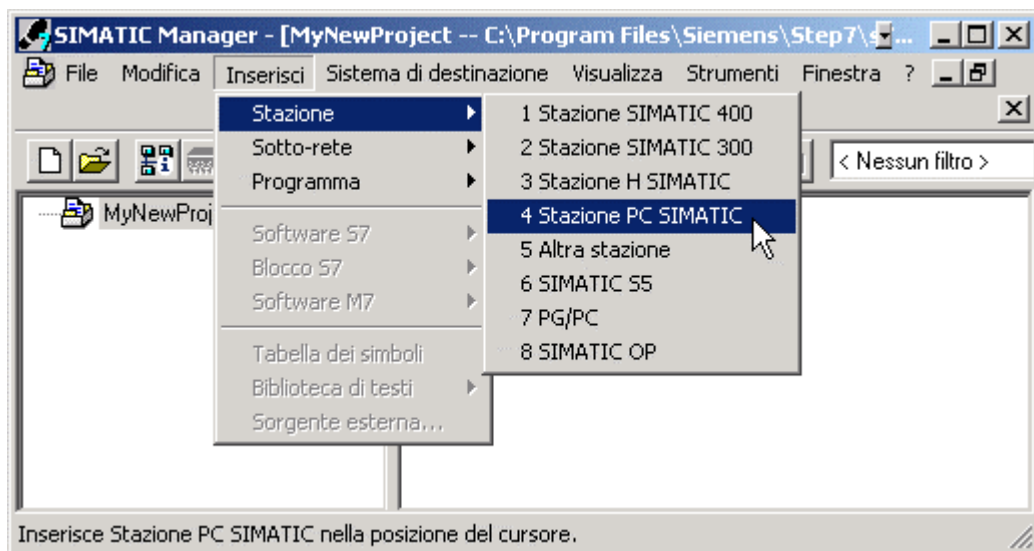 SIMATIC Manager - [MyNewProject -- C:\Program Files\Siemens\Step7\s
File Modifica Inserisci Sistema di destinazione Visualizza Strumenti Finestra ?
Stazione
Sotto-rete
Programma
Software S7
Blocco S7
Software M7
Tabella dei simboli
Biblioteca di testi
Sorgente esterna...
1 Stazione SIMATIC 400
2 Stazione SIMATIC 300
3 Stazione H SIMATIC
4 Stazione PC SIMATIC
5 Altra stazione
6 SIMATIC S5
7 PG/PC
8 SIMATIC OP
< Nessun filtro >
MyNewProj
Inserisce Stazione PC SIMATIC nella posizione del cursore.